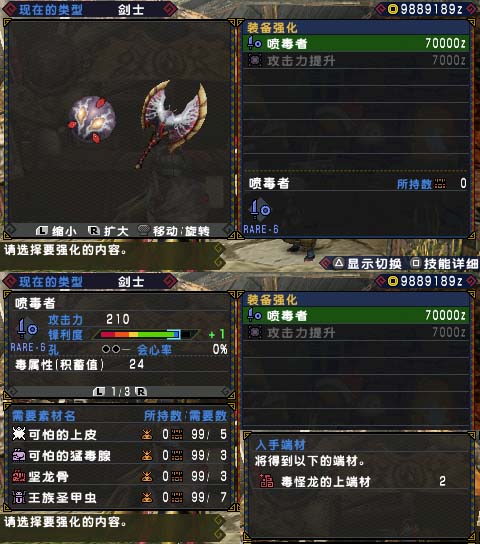 现在的类型 剑士
9889189z
装备强化
喷毒者 70000z
攻击力提升 7000z
喷毒者 所持数 0
RARE-6
L 缩小 R 扩大 移动/旋转
请选择要强化的内容。
△显示切换 □技能详细
现在的类型 剑士
9889189z
喷毒者
攻击力 210
锋利度 +1
RARE-6
孔 ○○— 会心率 0%
毒属性(积蓄值) 24
L 1/3 R
需要素材名 所持数/需要数
可怕的上皮 0 99/ 5
可怕的猛毒腺 0 99/ 3
坚龙骨 0 99/ 3
王族圣甲虫 0 99/ 7
请选择要强化的内容。
装备强化
喷毒者 70000z
攻击力提升 7000z
入手端材
将得到以下的端材。
毒怪龙的上端材 2